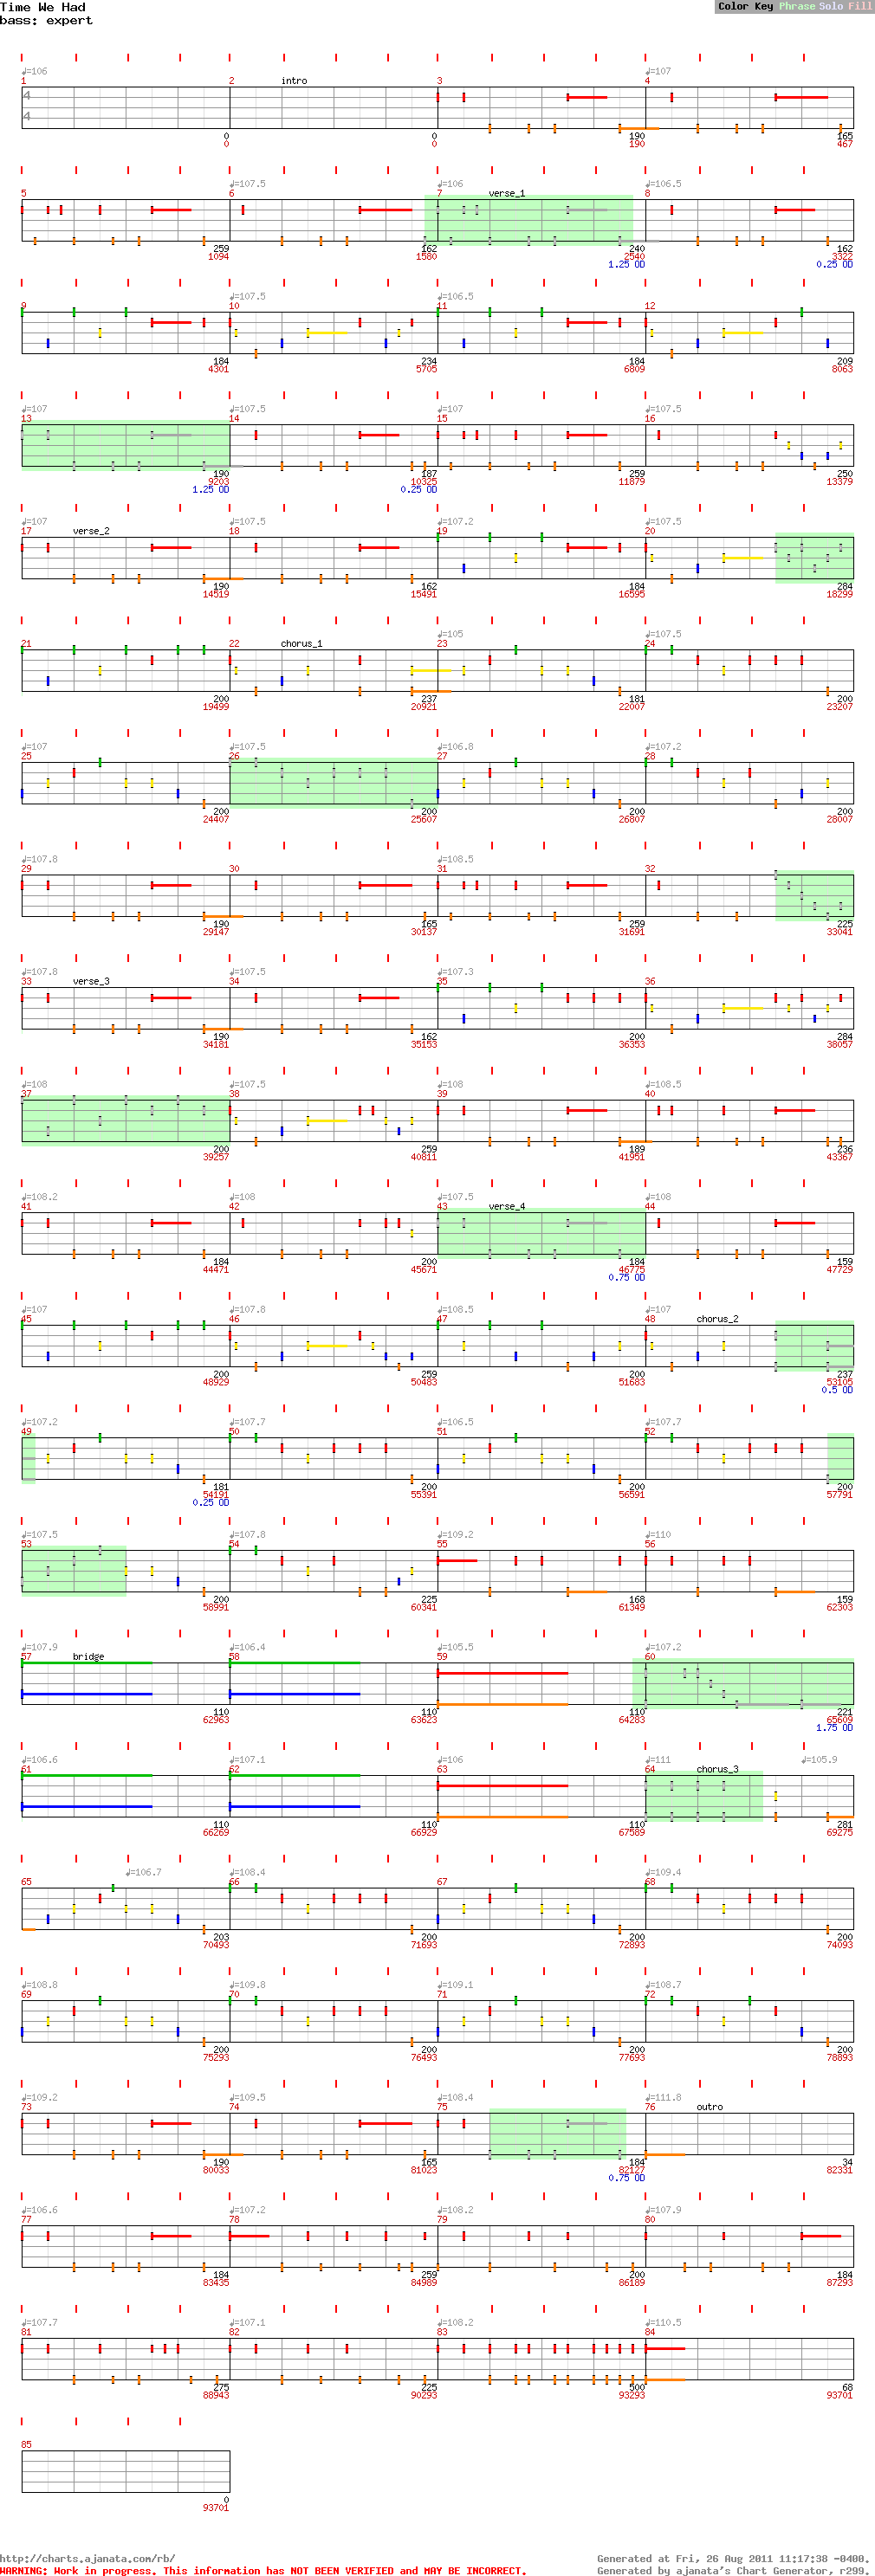 Time We Had
bass: expert
Color Key Phrase Solo Fill
♩=106 ♩=107
1 2 intro 3 4
4
4
0 0 190 165
0 0 190 467
♩=107.5 ♩=106 ♩=106.5
5 6 7 verse_1 8
259 162 240 162
1094 1580 2540 3322
1.25 OD 0.25 OD
♩=107.5 ♩=106.5
9 10 11 12
184 234 184 209
4301 5705 6809 8063
♩=107 ♩=107.5 ♩=107 ♩=107.5
13 14 15 16
190 187 259 250
9203 10325 11879 13379
1.25 OD 0.25 OD
♩=107 ♩=107.5 ♩=107.2 ♩=107.5
17 verse_2 18 19 20
190 162 184 284
14519 15491 16595 18299
♩=105 ♩=107.5
21 22 chorus_1 23 24
200 237 181 200
19499 20921 22007 23207
♩=107 ♩=107.5 ♩=106.8 ♩=107.2
25 26 27 28
200 200 200 200
24407 25607 26807 28007
♩=107.8 ♩=108.5
29 30 31 32
190 165 259 225
29147 30137 31691 33041
♩=107.8 ♩=107.5 ♩=107.3
33 verse_3 34 35 36
190 162 200 284
34181 35153 36353 38057
♩=108 ♩=107.5 ♩=108 ♩=108.5
37 38 39 40
200 259 189 236
39257 40811 41951 43367
♩=108.2 ♩=108 ♩=107.5 ♩=108
41 42 43 verse_4 44
184 200 184 159
44471 45671 46775 47729
0.75 OD
♩=107 ♩=107.8 ♩=108.5 ♩=107
45 46 47 48 chorus_2
200 259 200 237
48929 50483 51683 53105
0.5 OD
♩=107.2 ♩=107.7 ♩=106.5 ♩=107.7
49 50 51 52
181 200 200 200
54191 55391 56591 57791
0.25 OD
♩=107.5 ♩=107.8 ♩=109.2 ♩=110
53 54 55 56
200 225 168 159
58991 60341 61349 62303
♩=107.9 ♩=106.4 ♩=105.5 ♩=107.2
57 bridge 58 59 60
110 110 110 221
62963 63623 64283 65609
1.75 OD
♩=106.6 ♩=107.1 ♩=106 ♩=111 ♩=105.9
61 62 63 64 chorus_3
110 110 110 281
66269 66929 67589 69275
♩=106.7 ♩=108.4 ♩=109.4
65 66 67 68
203 200 200 200
70493 71693 72893 74093
♩=108.8 ♩=109.8 ♩=109.1 ♩=108.7
69 70 71 72
200 200 200 200
75293 76493 77693 78893
♩=109.2 ♩=109.5 ♩=108.4 ♩=111.8
73 74 75 76 outro
190 165 184 34
80033 81023 82127 82331
0.75 OD
♩=106.6 ♩=107.2 ♩=108.2 ♩=107.9
77 78 79 80
184 259 200 184
83435 84989 86189 87293
♩=107.7 ♩=107.1 ♩=108.2 ♩=110.5
81 82 83 84
275 225 500 68
88943 90293 93293 93701
85
0
93701
http://charts.ajanata.com/rb/ Generated at Fri, 26 Aug 2011 11:17:38 -0400.
WARNING: Work in progress. This information has NOT BEEN VERIFIED and MAY BE INCORRECT. Generated by ajanata's Chart Generator, r299.